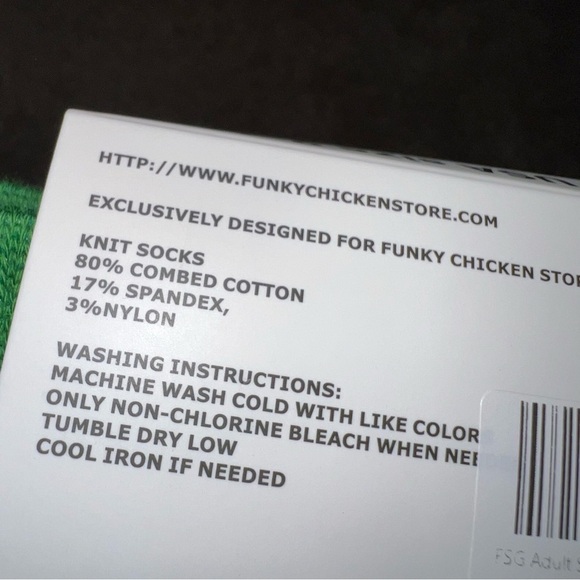 HTTP://WWW.FUNKYCHICKENSTORE.COM
EXCLUSIVELY DESIGNED FOR FUNKY CHICKEN STOR
KNIT SOCKS
80% COMBED COTTON
17% SPANDEX,
3%NYLON
WASHING INSTRUCTIONS:
MACHINE WASH COLD WITH LIKE COLOR
ONLY NON-CHLORINE BLEACH WHEN NEE
TUMBLE DRY LOW
COOL IRON IF NEEDED
FSG Adult S